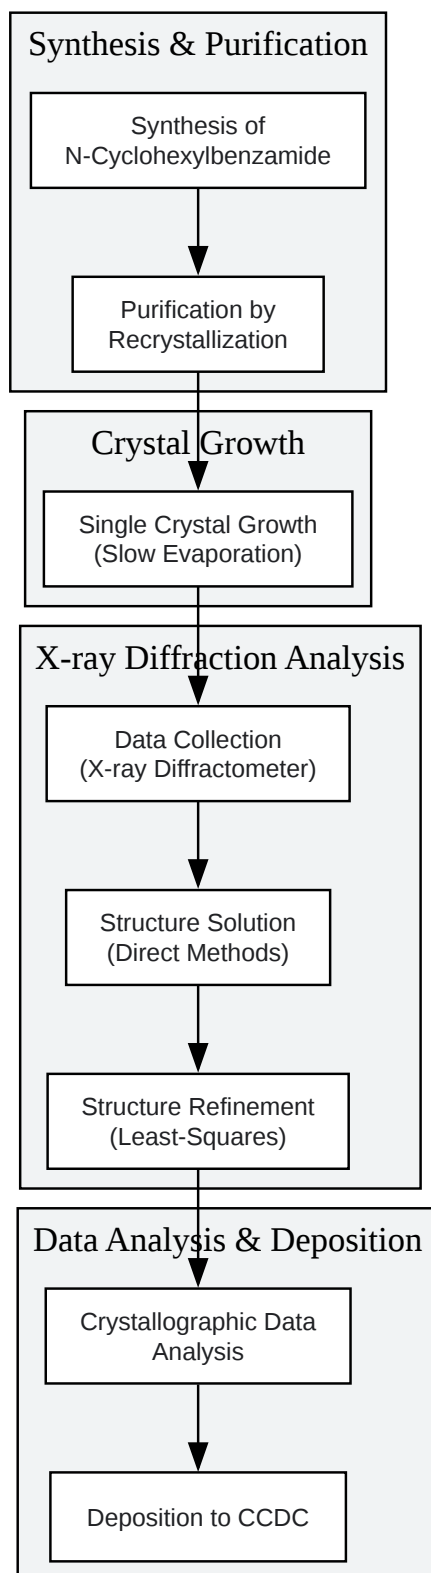 Synthesis & Purification
Synthesis of
N-Cyclohexylbenzamide
Purification by
Recrystallization
Crystal Growth
Single Crystal Growth
(Slow Evaporation)
X-ray Diffraction Analysis
Data Collection
(X-ray Diffractometer)
Structure Solution
(Direct Methods)
Structure Refinement
(Least-Squares)
Data Analysis & Deposition
Crystallographic Data
Analysis
Deposition to CCDC